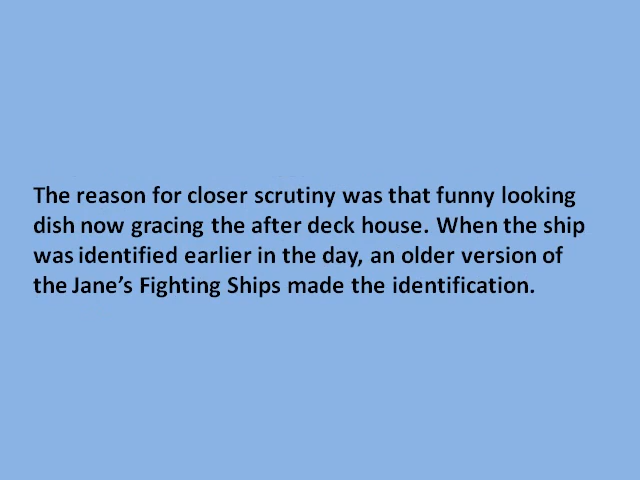 The reason for closer scrutiny was that funny looking
dish now gracing the after deck house. When the ship
was identified earlier in the day, an older version of
the Jane’s Fighting Ships made the identification.